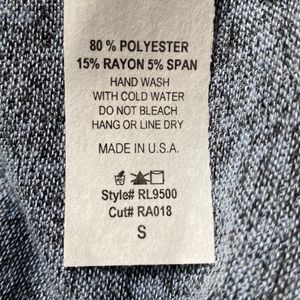 80 % POLYESTER
15% RAYON 5% SPAN
HAND WASH
WITH COLD WATER
DO NOT BLEACH
HANG OR LINE DRY
MADE IN U.S.A.
Style# RL9500
Cut# RA018
S